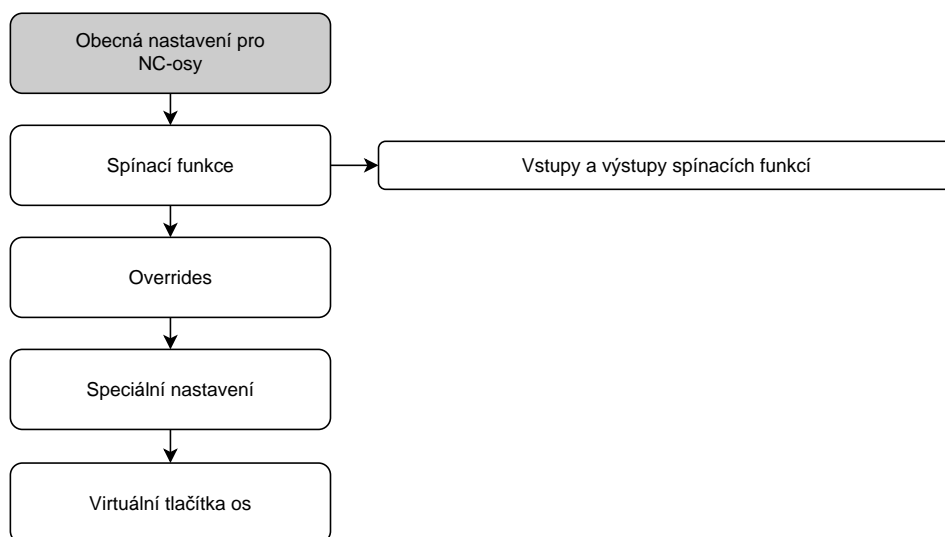 Obecná nastavení pro
NC-osy
Spínací funkce
Vstupy a výstupy spínacích funkcí
Overrides
Speciální nastavení
Virtuální tlačítka os